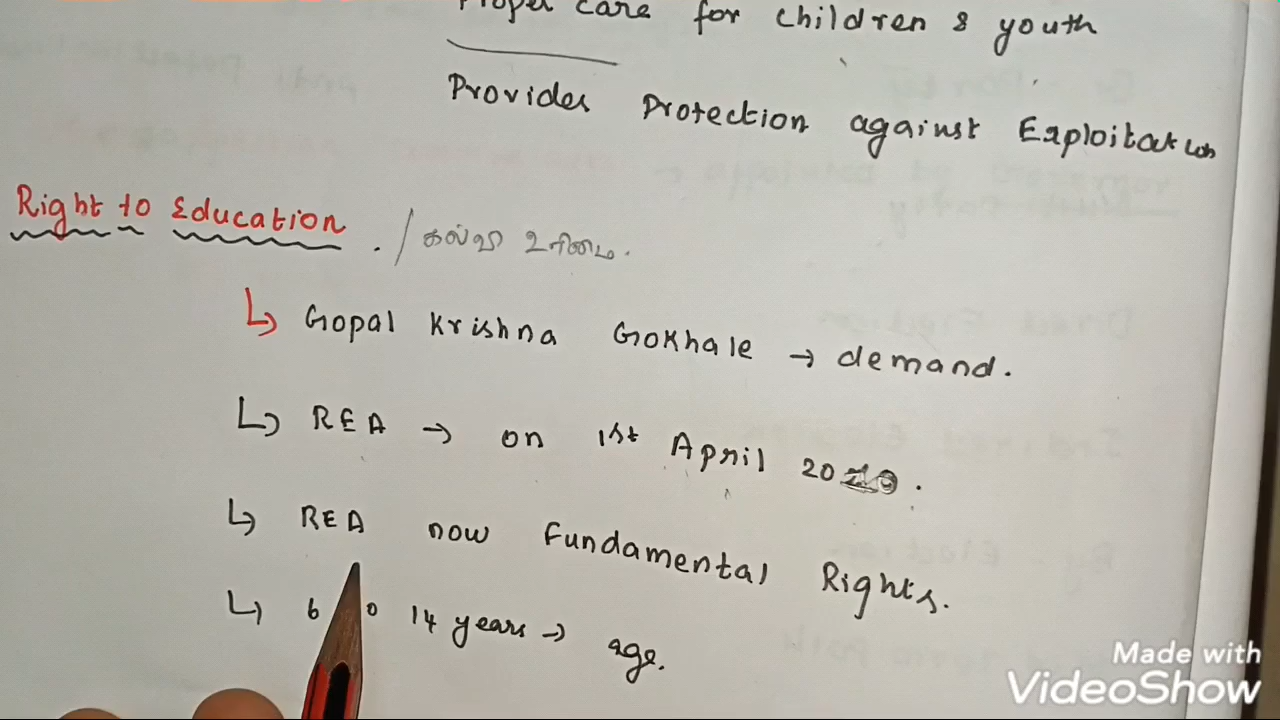 Proper care for children & youth
Provides Protection against Exploitation
Right to Education . / கல்வி உரிமை.
↳ Gopal Krishna Gokhale → demand.
↳ REA → on 1st April 2010.
↳ REA now Fundamental Rights.
↳ 6 to 14 years → age.
Made with
VideoShow